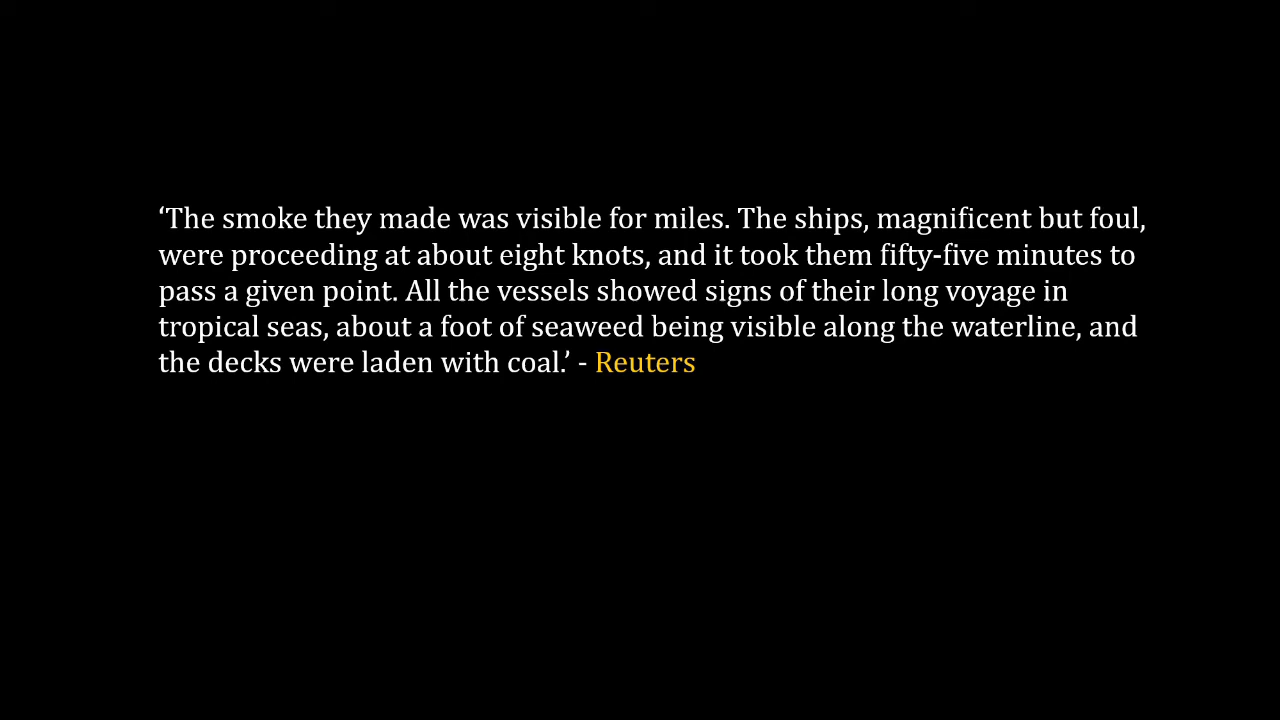 ‘The smoke they made was visible for miles. The ships, magnificent but foul,
were proceeding at about eight knots, and it took them fifty-five minutes to
pass a given point. All the vessels showed signs of their long voyage in
tropical seas, about a foot of seaweed being visible along the waterline, and
the decks were laden with coal.’ - Reuters